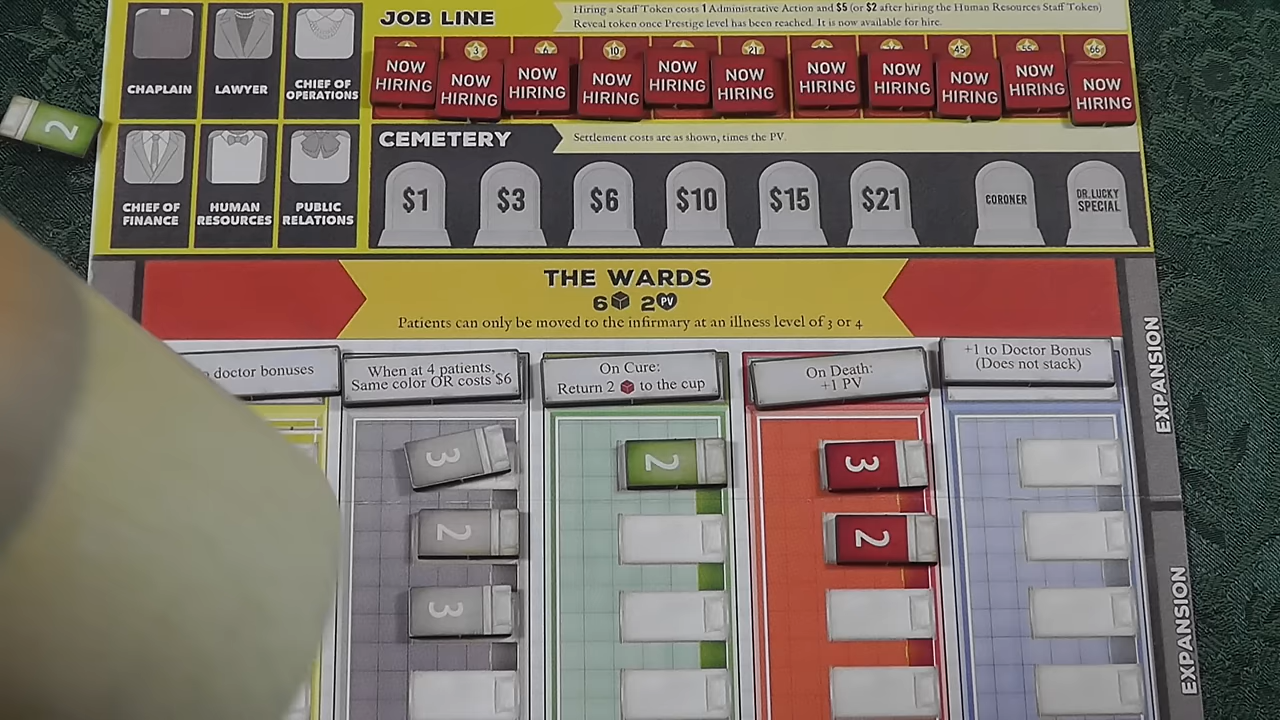 JOB LINE
Hiring a Staff Token costs 1 Administrative Action and $5 (or $2 after hiring the Human Resources Staff Token)
Reveal token once Prestige level has been reached. It is now available for hire.
CHAPLAIN
LAWYER
CHIEF OF
OPERATIONS
3
10
21
45
55
66
NOW
HIRING
NOW
HIRING
NOW
HIRING
NOW
HIRING
NOW
HIRING
NOW
HIRING
NOW
HIRING
NOW
HIRING
NOW
HIRING
NOW
HIRING
NOW
HIRING
2
CEMETERY
Settlement costs are as shown, times the PV.
CHIEF OF
FINANCE
HUMAN
RESOURCES
PUBLIC
RELATIONS
$1
$3
$6
$10
$15
$21
CORONER
DR. LUCKY
SPECIAL
THE WARDS
6 2 PV
Patients can only be moved to the infirmary at an illness level of 3 or 4
doctor bonuses
When at 4 patients,
Same color OR costs $6
On Cure:
Return 2 to the cup
On Death:
+1 PV
+1 to Doctor Bonus
(Does not stack)
EXPANSION
3
2
3
2
3
2
EXPANSION